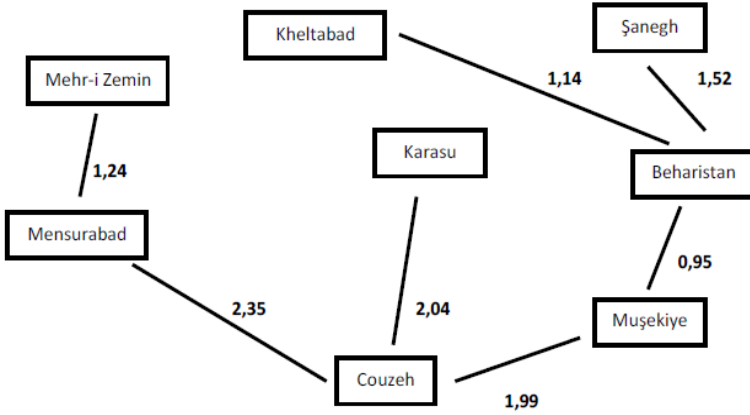 Kheltabad
Şanegh
Mehr-i Zemin
1,14
1,52
Karasu
1,24
Beharistan
Mensurabad
0,95
2,35
2,04
Muşekiye
Couzeh
1,99